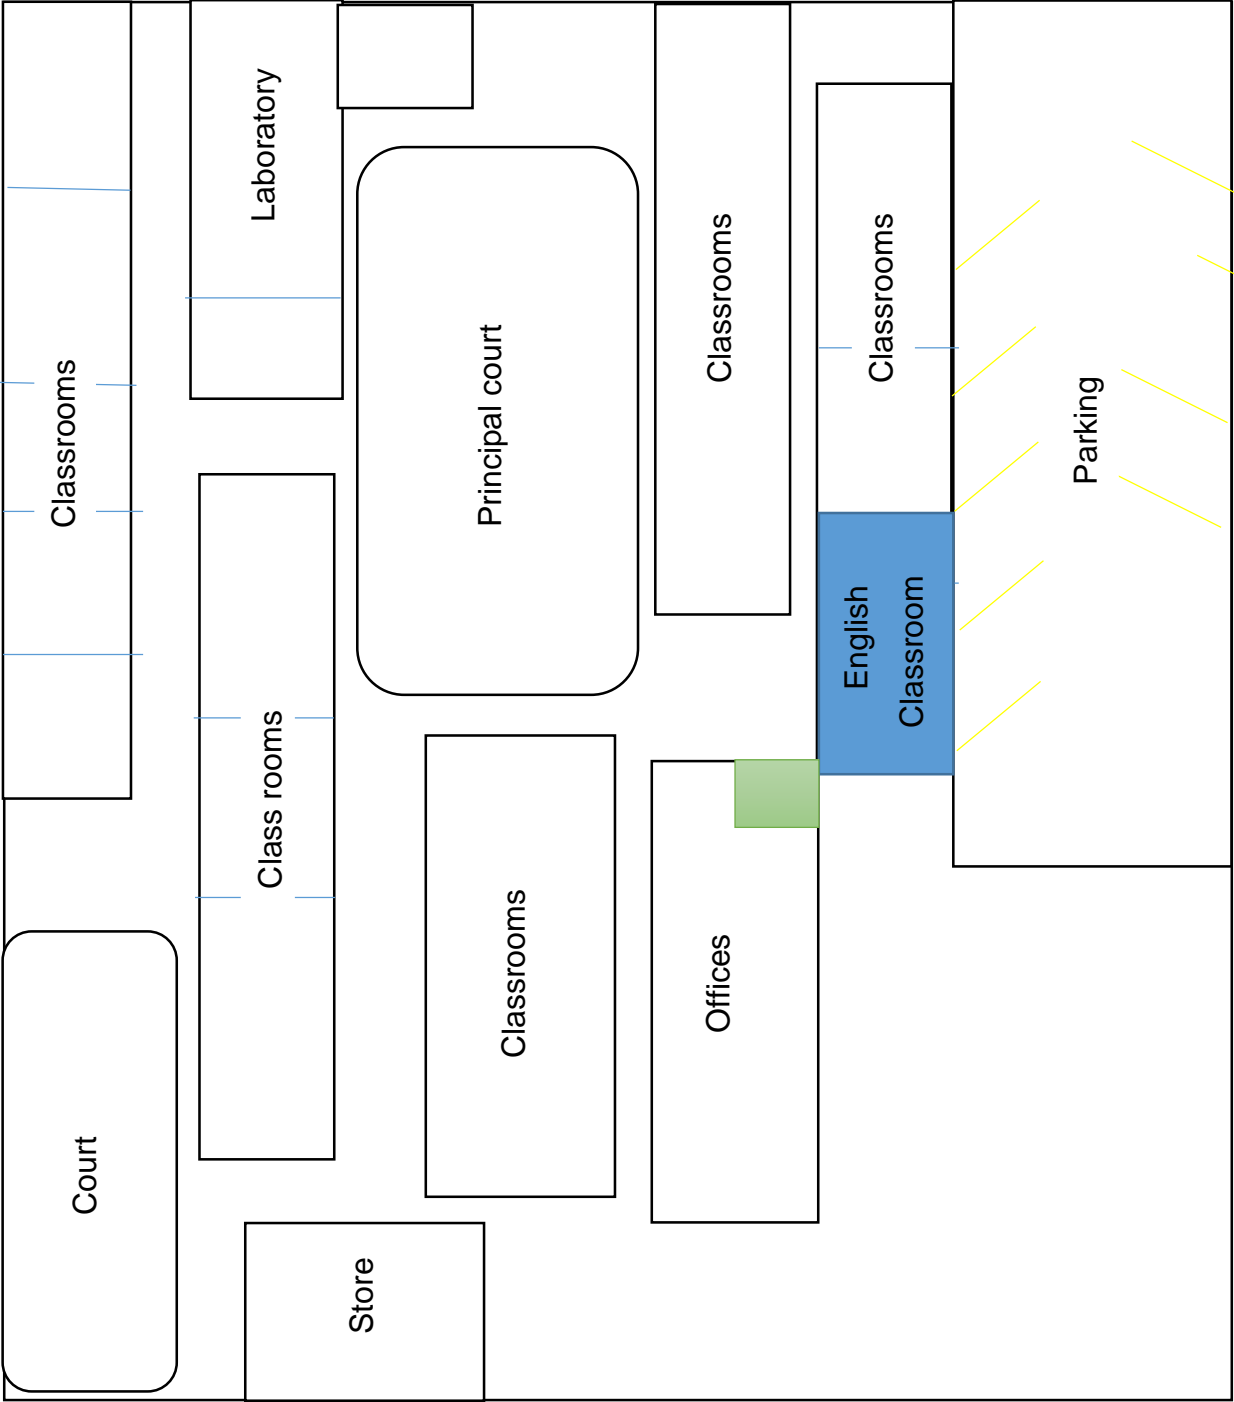 Classrooms
Laboratory
Principal court
Classrooms
Classrooms
Parking
English
Classroom
Class rooms
Classrooms
Offices
Court
Store